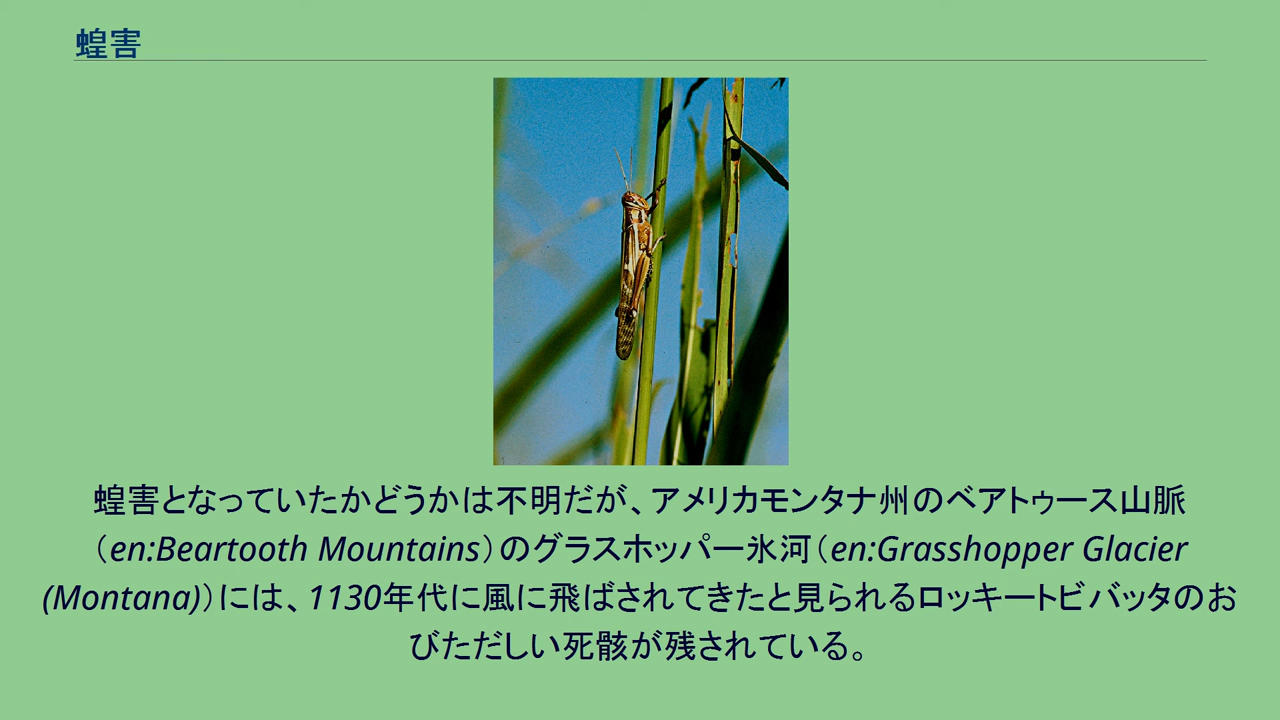 蝗害
蝗害となっていたかどうかは不明だが、アメリカモンタナ州のベアトゥース山脈
（en:Beartooth Mountains）のグラスホッパー氷河（en:Grasshopper Glacier
(Montana)）には、1130年代に風に飛ばされてきたと見られるロッキートビバッタのお
びただしい死骸が残されている。